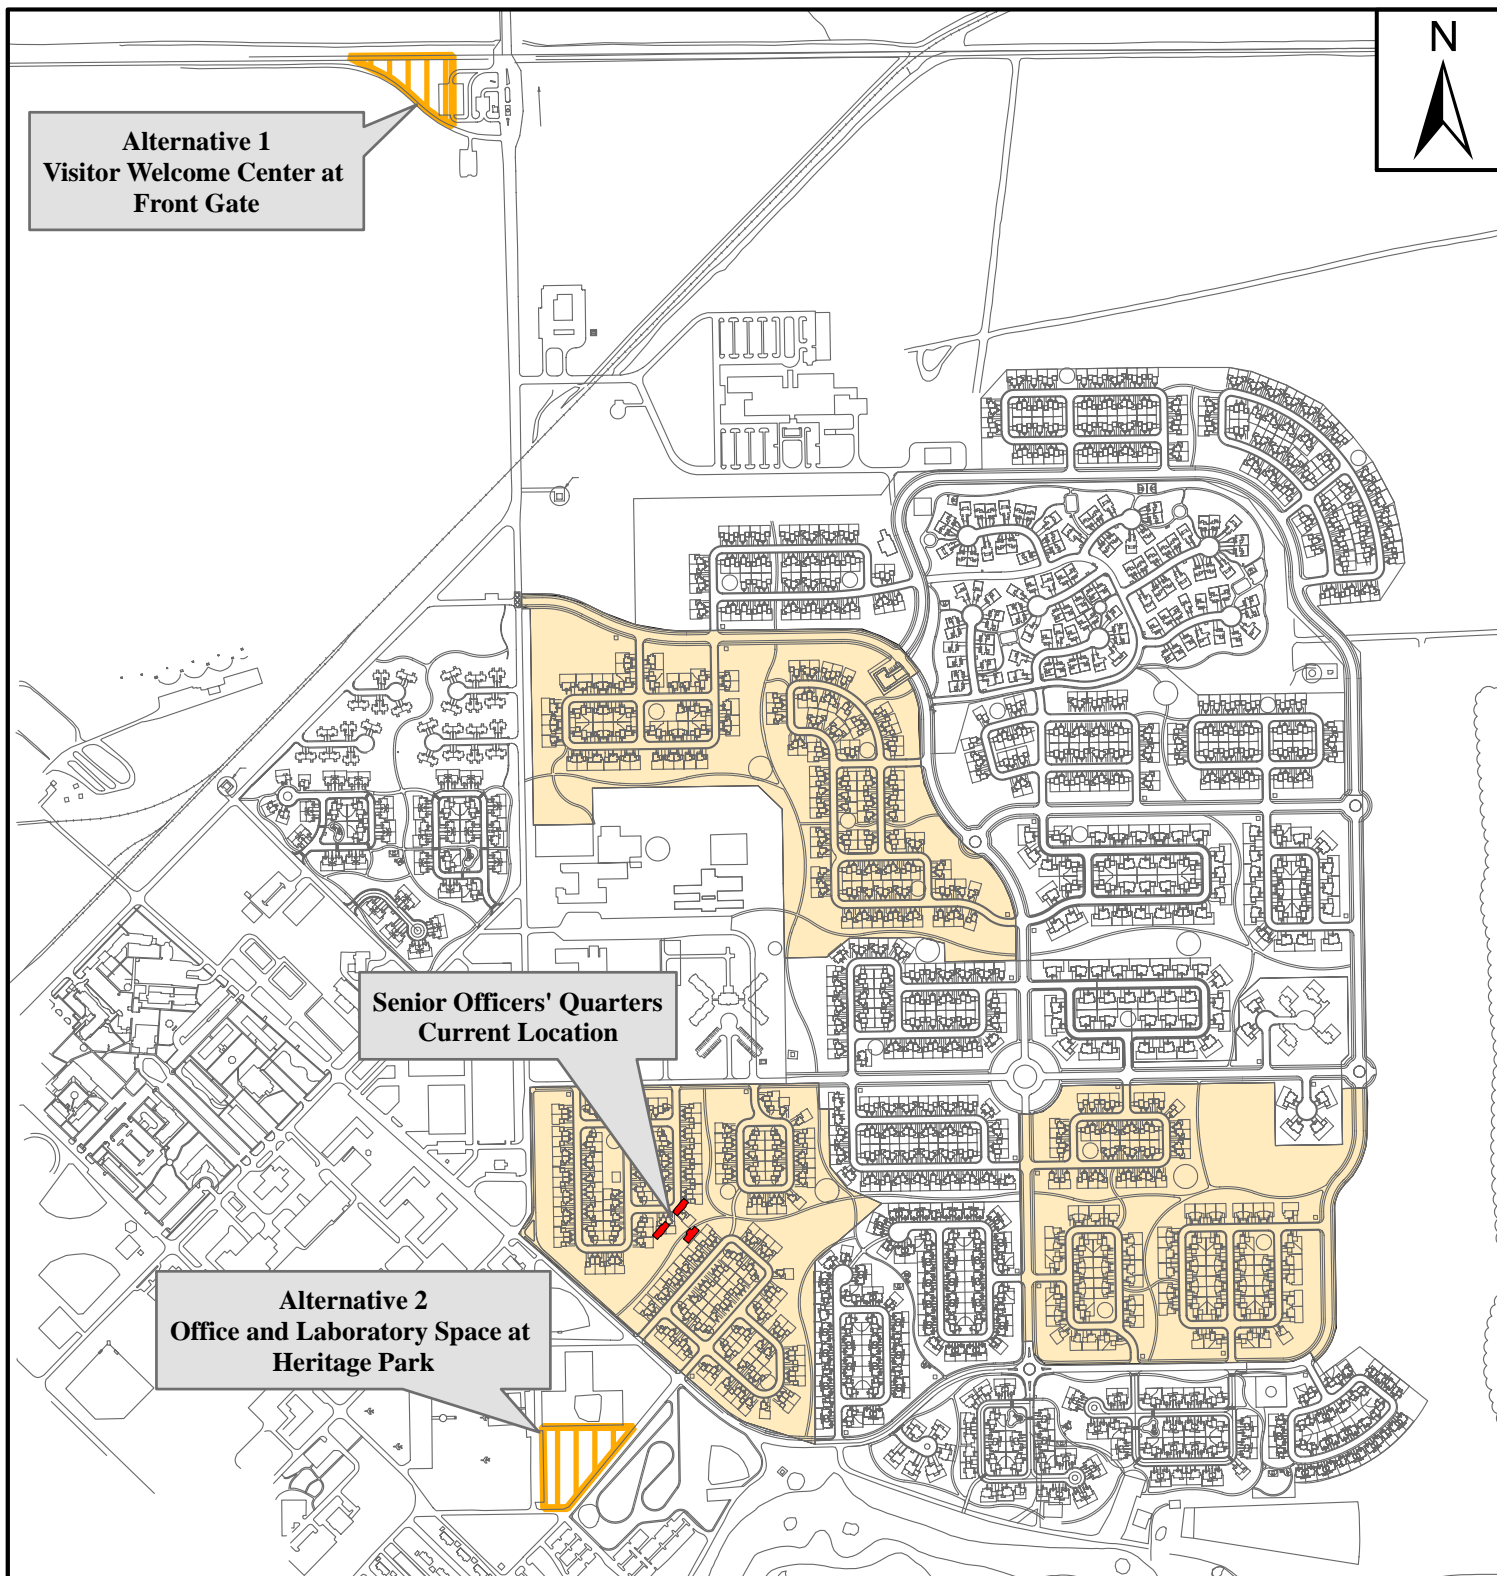 N
Alternative 1
Visitor Welcome Center at
Front Gate
Senior Officers' Quarters
Current Location
Alternative 2
Office and Laboratory Space at
Heritage Park